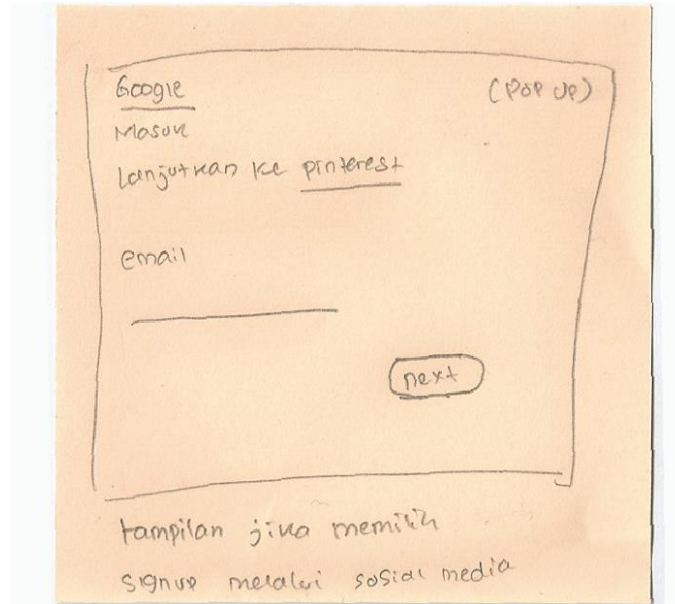 Google (Pop Up)
Masuk
Lanjutkan ke pinterest
email
next
tampilan jika memilih
signup melalui sosial media